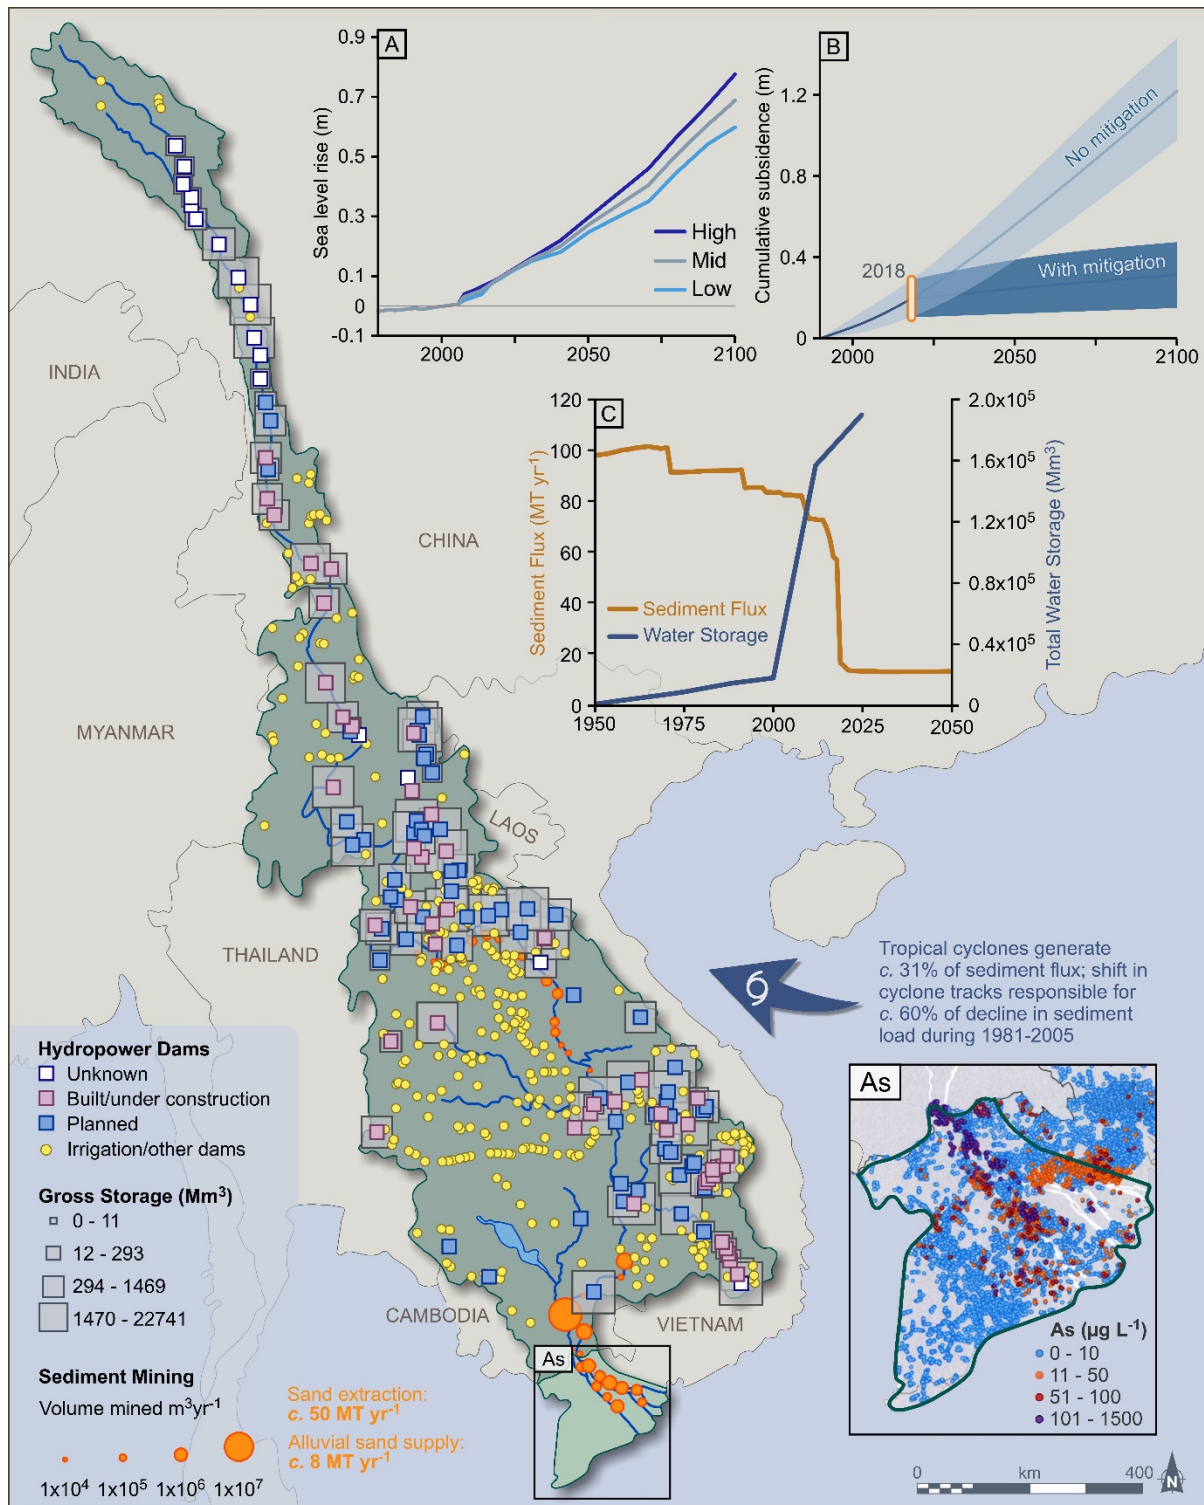 A
0.9
0.7
0.5
0.3
0.1
0
-0.1
Sea level rise (m)
High
Mid
Low
2000
2050
2100
B
1.2
0.8
0.4
0
Cumulative subsidence (m)
No mitigation
2018
With mitigation
2000
2050
2100
C
120
100
80
60
40
20
0
Sediment Flux (MT yr⁻¹)
2.0x10⁵
1.6x10⁵
1.2x10⁵
0.8x10⁵
0.4x10⁵
0
Total Water Storage (Mm³)
Sediment Flux
Water Storage
1950
1975
2000
2025
2050
INDIA
CHINA
MYANMAR
LAOS
THAILAND
CAMBODIA
VIETNAM
Tropical cyclones generate
c. 31% of sediment flux; shift in
cyclone tracks responsible for
c. 60% of decline in sediment
load during 1981-2005
Hydropower Dams
Unknown
Built/under construction
Planned
Irrigation/other dams
Gross Storage (Mm³)
0 - 11
12 - 293
294 - 1469
1470 - 22741
Sediment Mining
Volume mined m³yr⁻¹
1x10⁴
1x10⁵
1x10⁶
1x10⁷
Sand extraction:
c. 50 MT yr⁻¹
Alluvial sand supply:
c. 8 MT yr⁻¹
As
As
As (µg L⁻¹)
0 - 10
11 - 50
51 - 100
101 - 1500
0
km
400
N